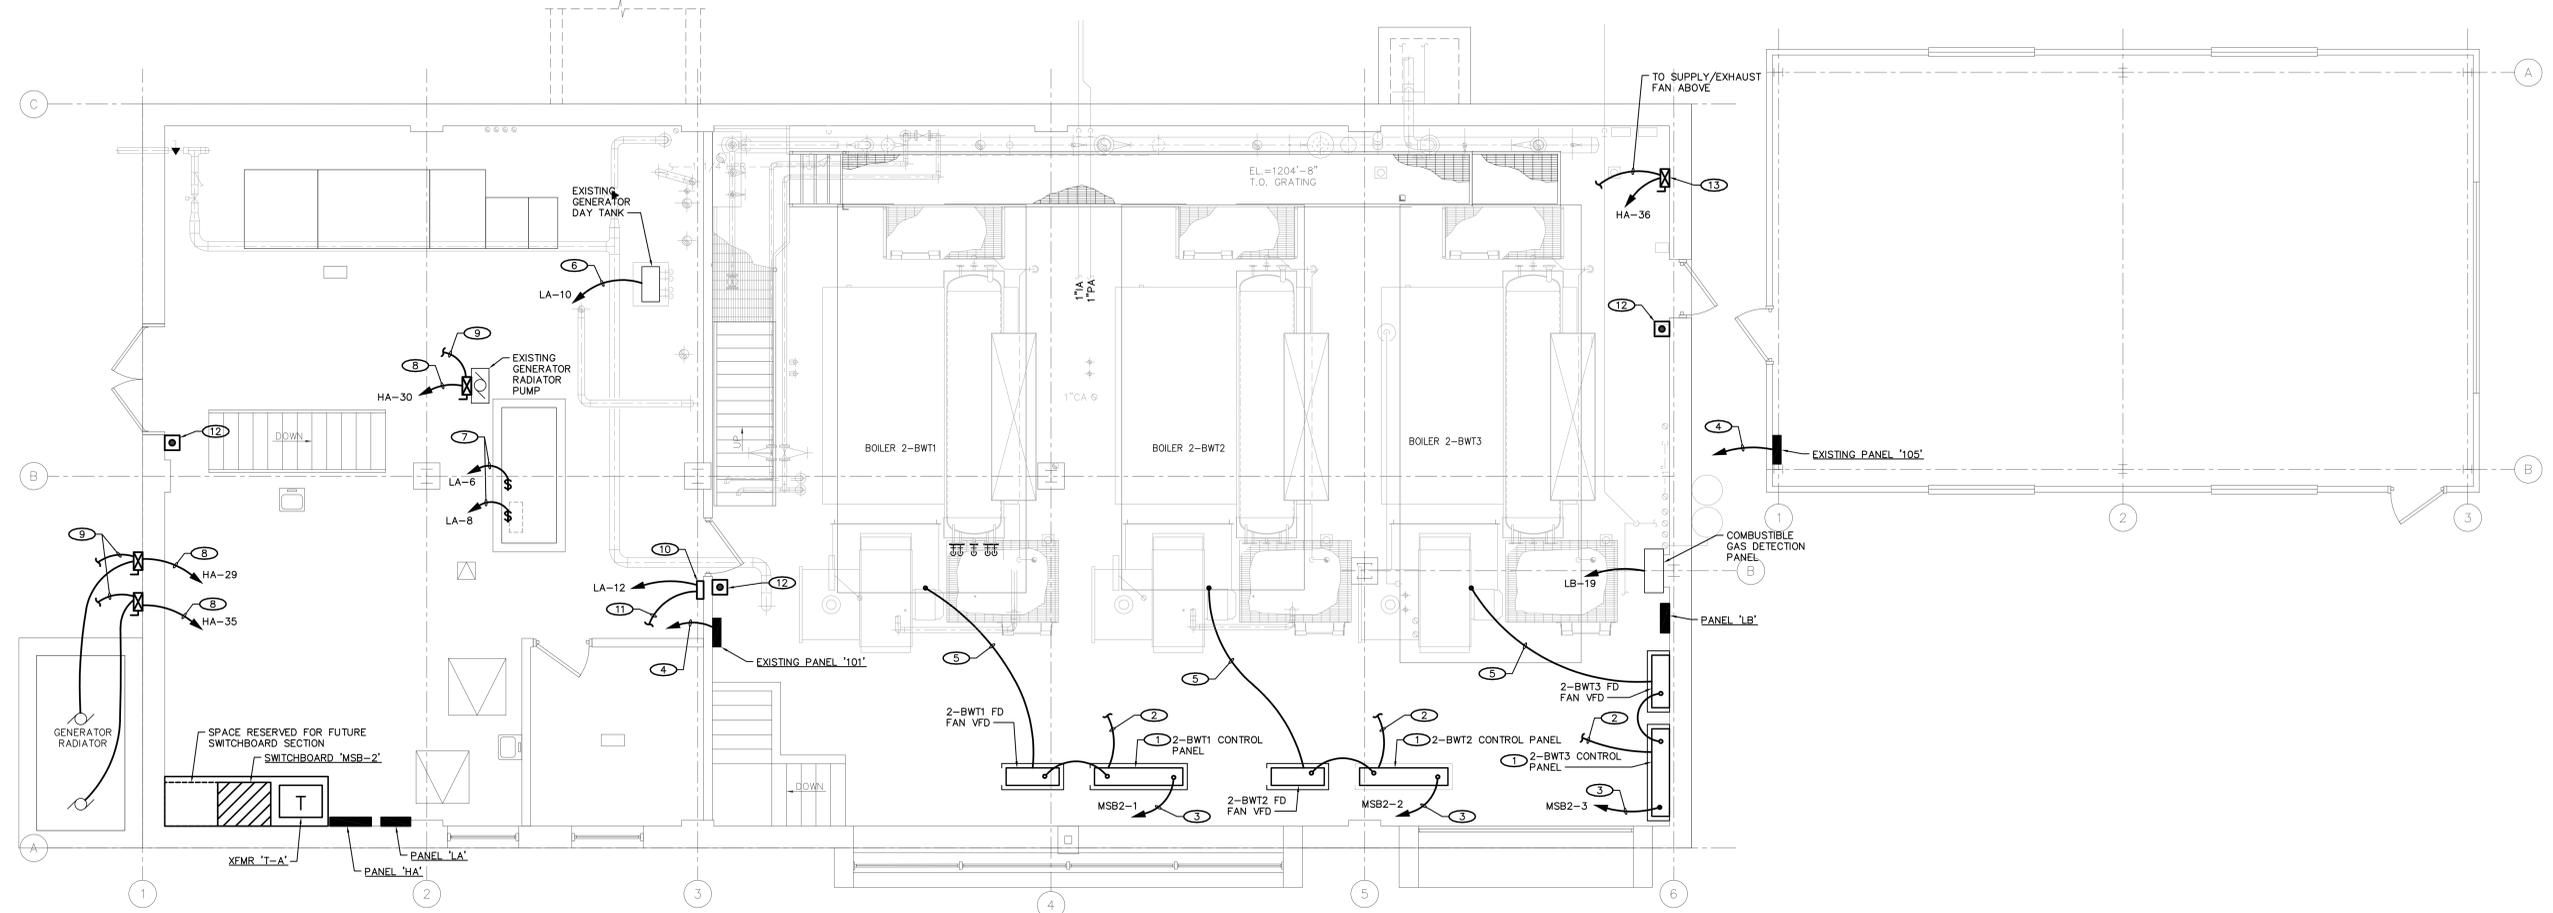 C
A
TO SUPPLY/EXHAUST
FAN ABOVE
13
HA-36
EL.=1204'-8"
T.O. GRATING
EXISTING
GENERATOR
DAY TANK
6
LA-10
1"IA
1"PA
12
9
8
HA-30
EXISTING
GENERATOR
RADIATOR
PUMP
1"CA
DOWN
12
7
UP
BOILER 2-BWT1
BOILER 2-BWT2
BOILER 2-BWT3
4
EXISTING PANEL '105'
B
B
LA-6
LA-8
1
2
3
9
8
HA-29
8
HA-35
10
LA-12
11
12
4
EXISTING PANEL '101'
COMBUSTIBLE
GAS DETECTION
PANEL
LB-19
B
PANEL 'LB'
5
5
5
2-BWT3 FD
FAN VFD
GENERATOR
RADIATOR
SPACE RESERVED FOR FUTURE
SWITCHBOARD SECTION
SWITCHBOARD 'MSB-2'
T
2-BWT1 FD
FAN VFD
2
1
2-BWT1 CONTROL
PANEL
2
1
2-BWT2 CONTROL PANEL
2
1
2-BWT3 CONTROL
PANEL
DOWN
MSB2-1
3
2-BWT2 FD
FAN VFD
MSB2-2
3
MSB2-3
3
A
XFMR 'T-A'
PANEL 'LA'
PANEL 'HA'
1
2
3
4
5
6